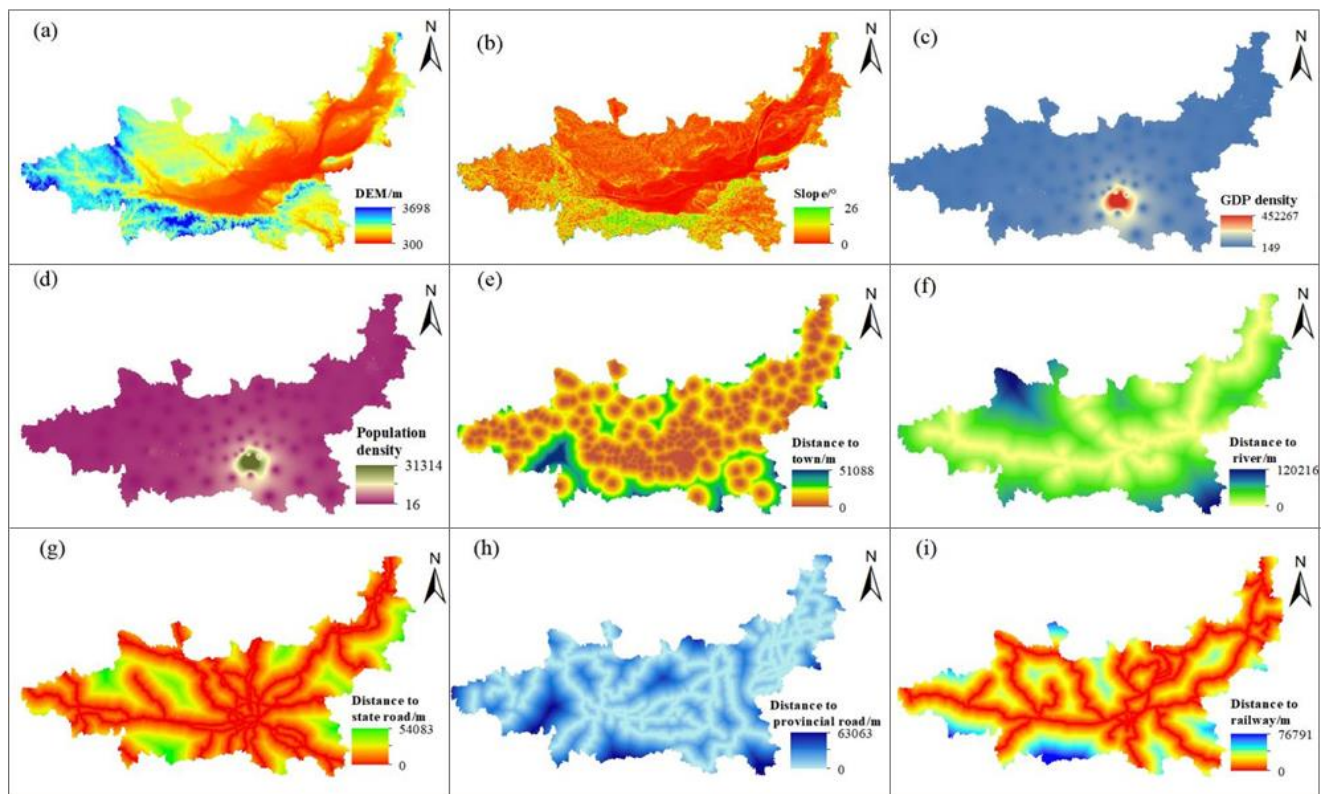 (a)
N
DEM/m
3698
300
(b)
N
Slope/°
26
0
(c)
N
GDP density
452267
149
(d)
N
Population
density
31314
16
(e)
N
Distance to
town/m
51088
0
(f)
N
Distance to
river/m
120216
0
(g)
N
Distance to
state road/m
54083
0
(h)
N
Distance to
provincial road/m
63063
0
(i)
N
Distance to
railway/m
76791
0